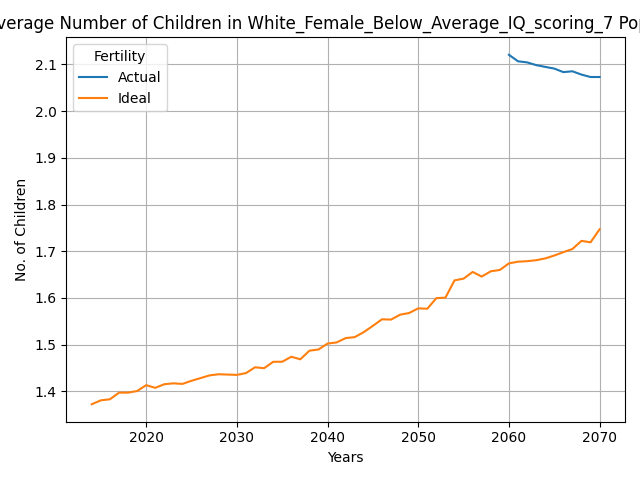 verage Number of Children in White_Female_Below_Average_IQ_scoring_7 Pop
Fertility
Actual
Ideal
No. of Children
2.1
2.0
1.9
1.8
1.7
1.6
1.5
1.4
2020 2030 2040 2050 2060 2070
Years